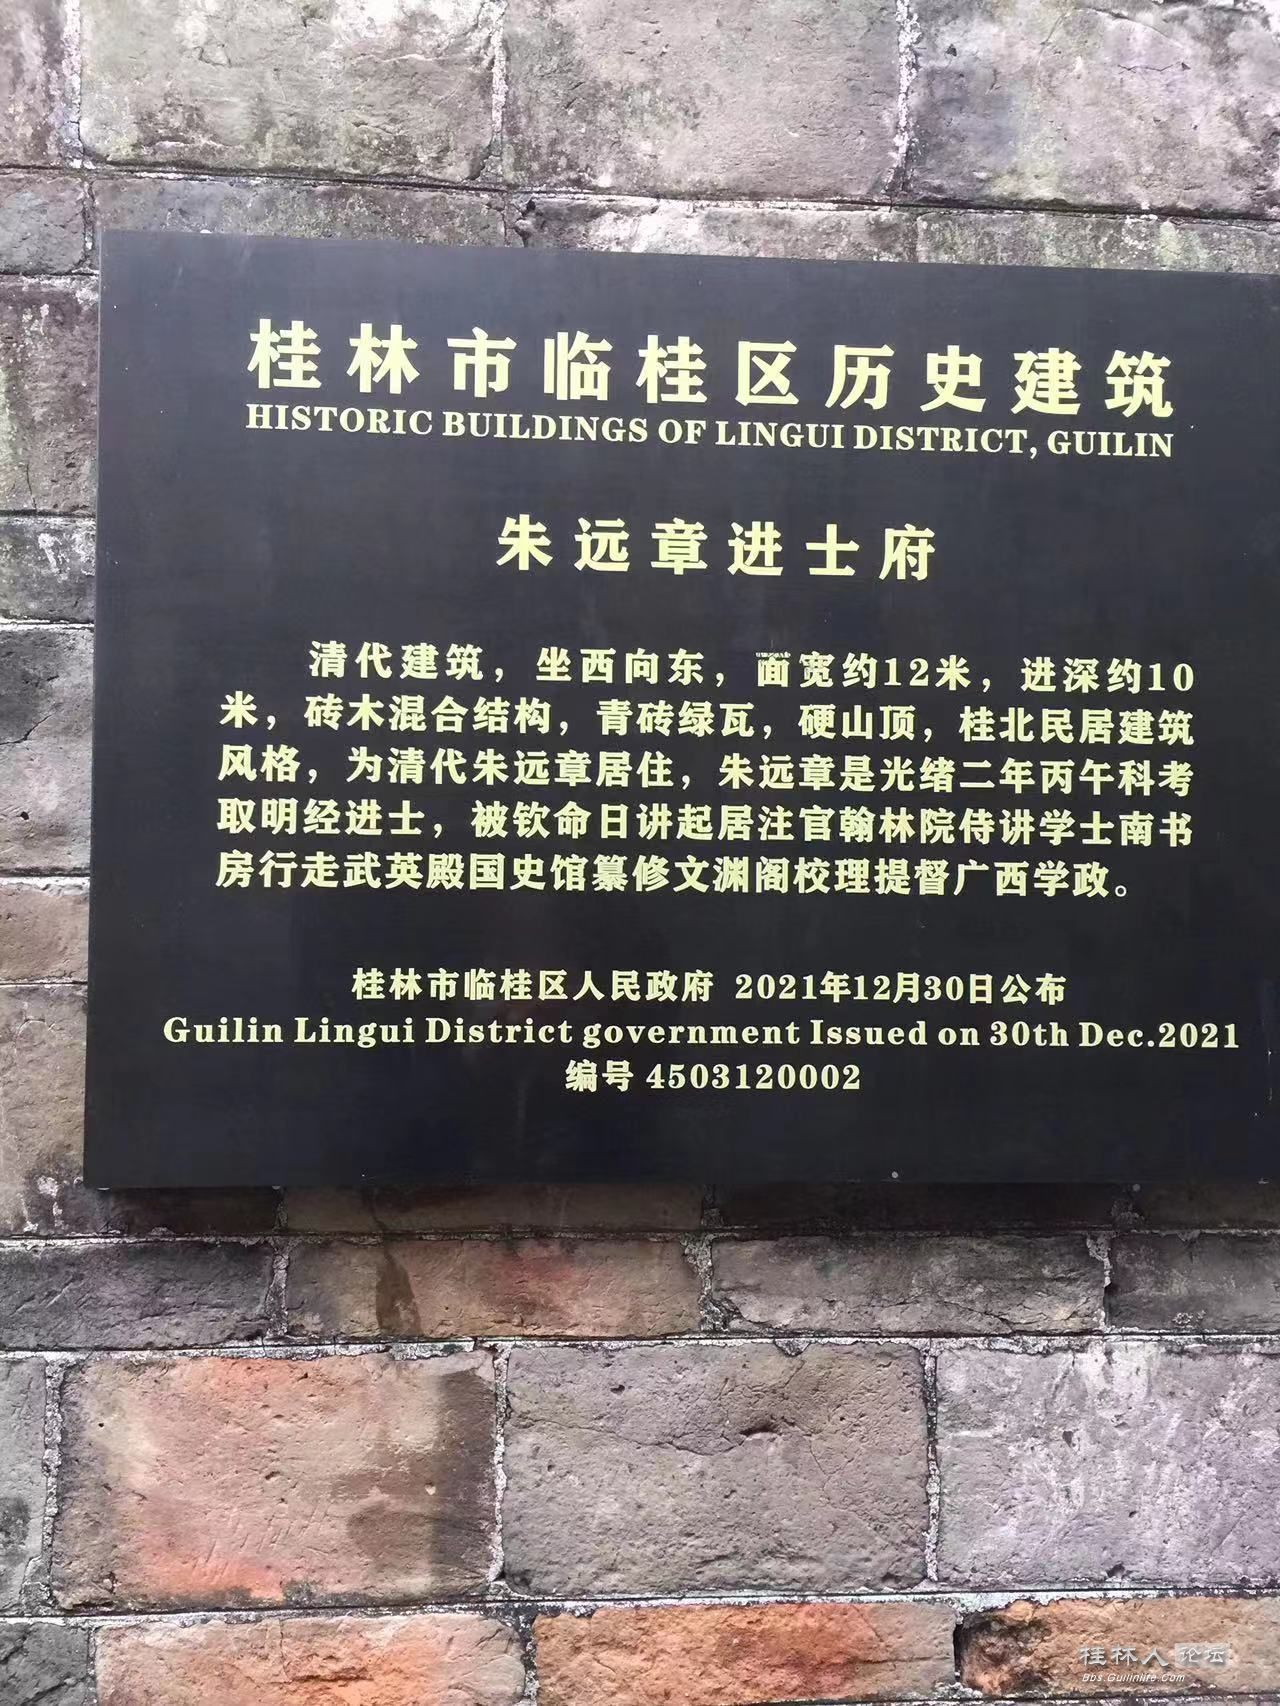 桂林市临桂区历史建筑
HISTORIC BUILDINGS OF LINGUI DISTRICT, GUILIN
朱远章进士府
清代建筑，坐西向东，面宽约12米，进深约10
米，砖木混合结构，青砖绿瓦，硬山顶，桂北民居建筑
风格，为清代朱远章居住，朱远章是光绪二年丙午科考
取明经进士，被钦命日讲起居注官翰林院侍讲学士南书
房行走武英殿国史馆纂修文渊阁校理提督广西学政。
桂林市临桂区人民政府 2021年12月30日公布
Guilin Lingui District government Issued on 30th Dec.2021
编号 4503120002
桂林人论坛
Bbs.Guilinlife.Com